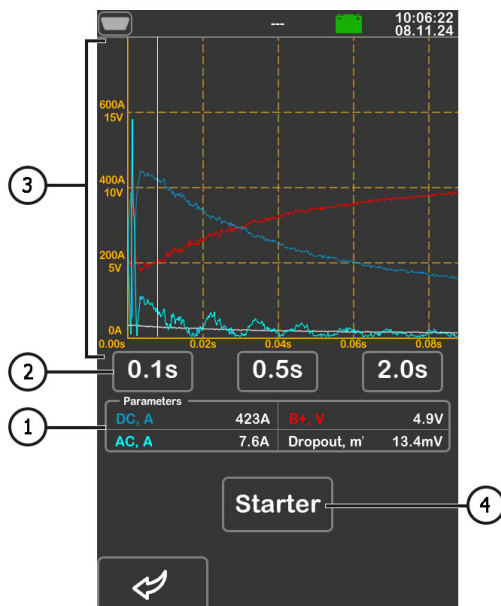 --- 10:06:22
08.11.24
600A
15V
3
400A
10V
200A
5V
0A
0.00s 0.02s 0.04s 0.06s 0.08s
2 0.1s 0.5s 2.0s
Parameters
1 DC, A 423A B+, V 4.9V
AC, A 7.6A Dropout, m' 13.4mV
Starter 4